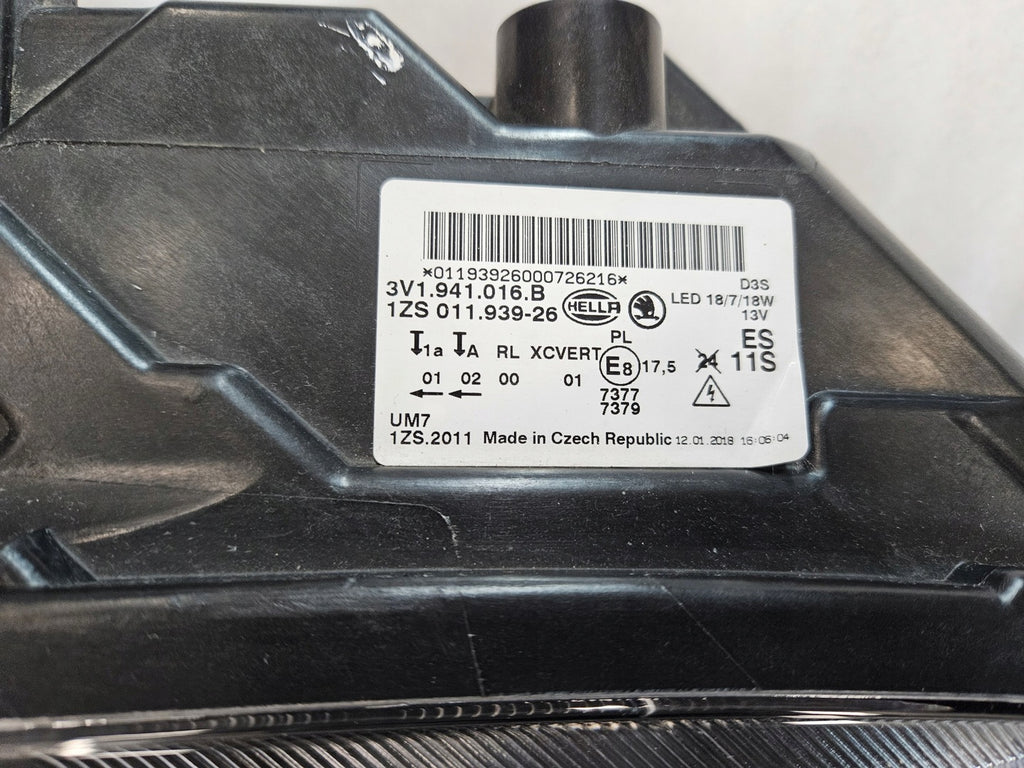 *01193926000726216*
3V1.941.016.B
1ZS 011.939-26
HELLA
D3S
LED 18/7/18W
13V
1a A RL XCVERT
PL
E8
17,5
24
ES
11S
01 02 00 01
7377
7379
UM7
1ZS.2011 Made in Czech Republic 12.01.2018 16:06:04